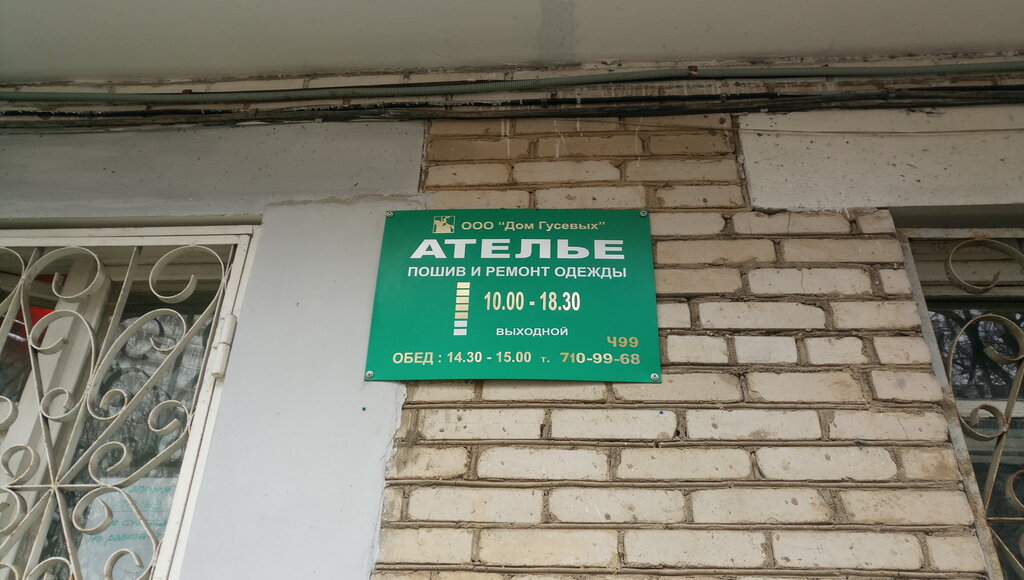 ООО "Дом Гусевых"
АТЕЛЬЕ
ПОШИВ И РЕМОНТ ОДЕЖДЫ
10.00 - 18.30
ВЫХОДНОЙ
Ч99
ОБЕД : 14.30 - 15.00 т. 710-99-68